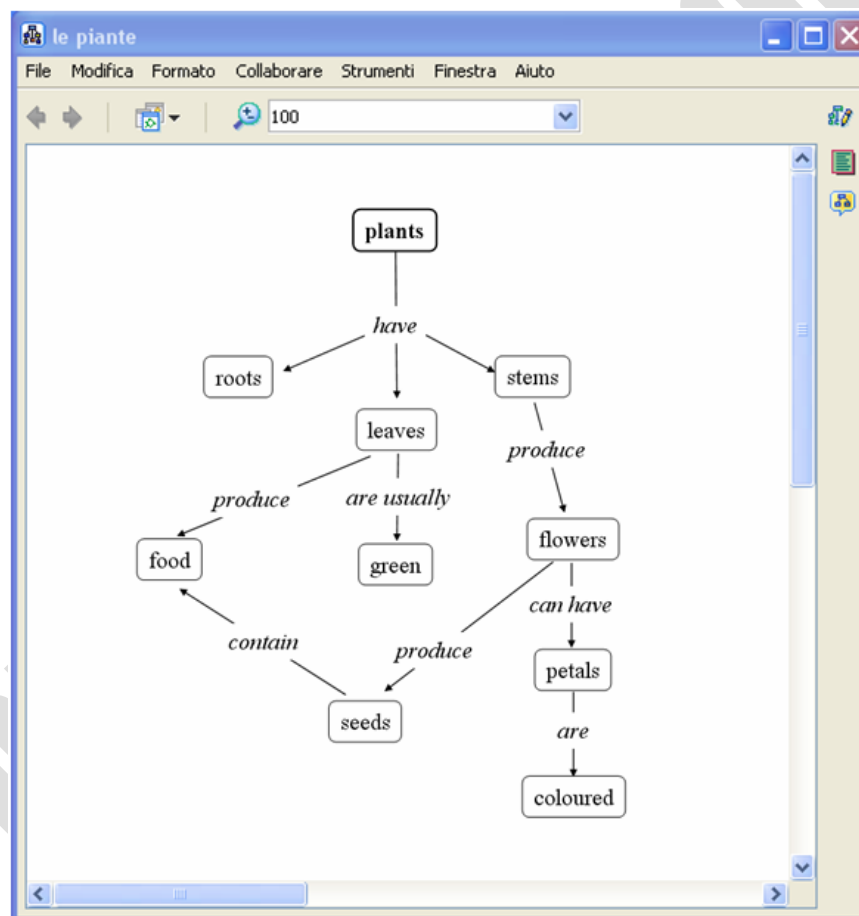 le piante
File Modifica Formato Collaborare Strumenti Finestra Aiuto
100
plants
have
roots
stems
leaves
produce
produce
are usually
food
green
flowers
can have
contain
produce
petals
seeds
are
coloured